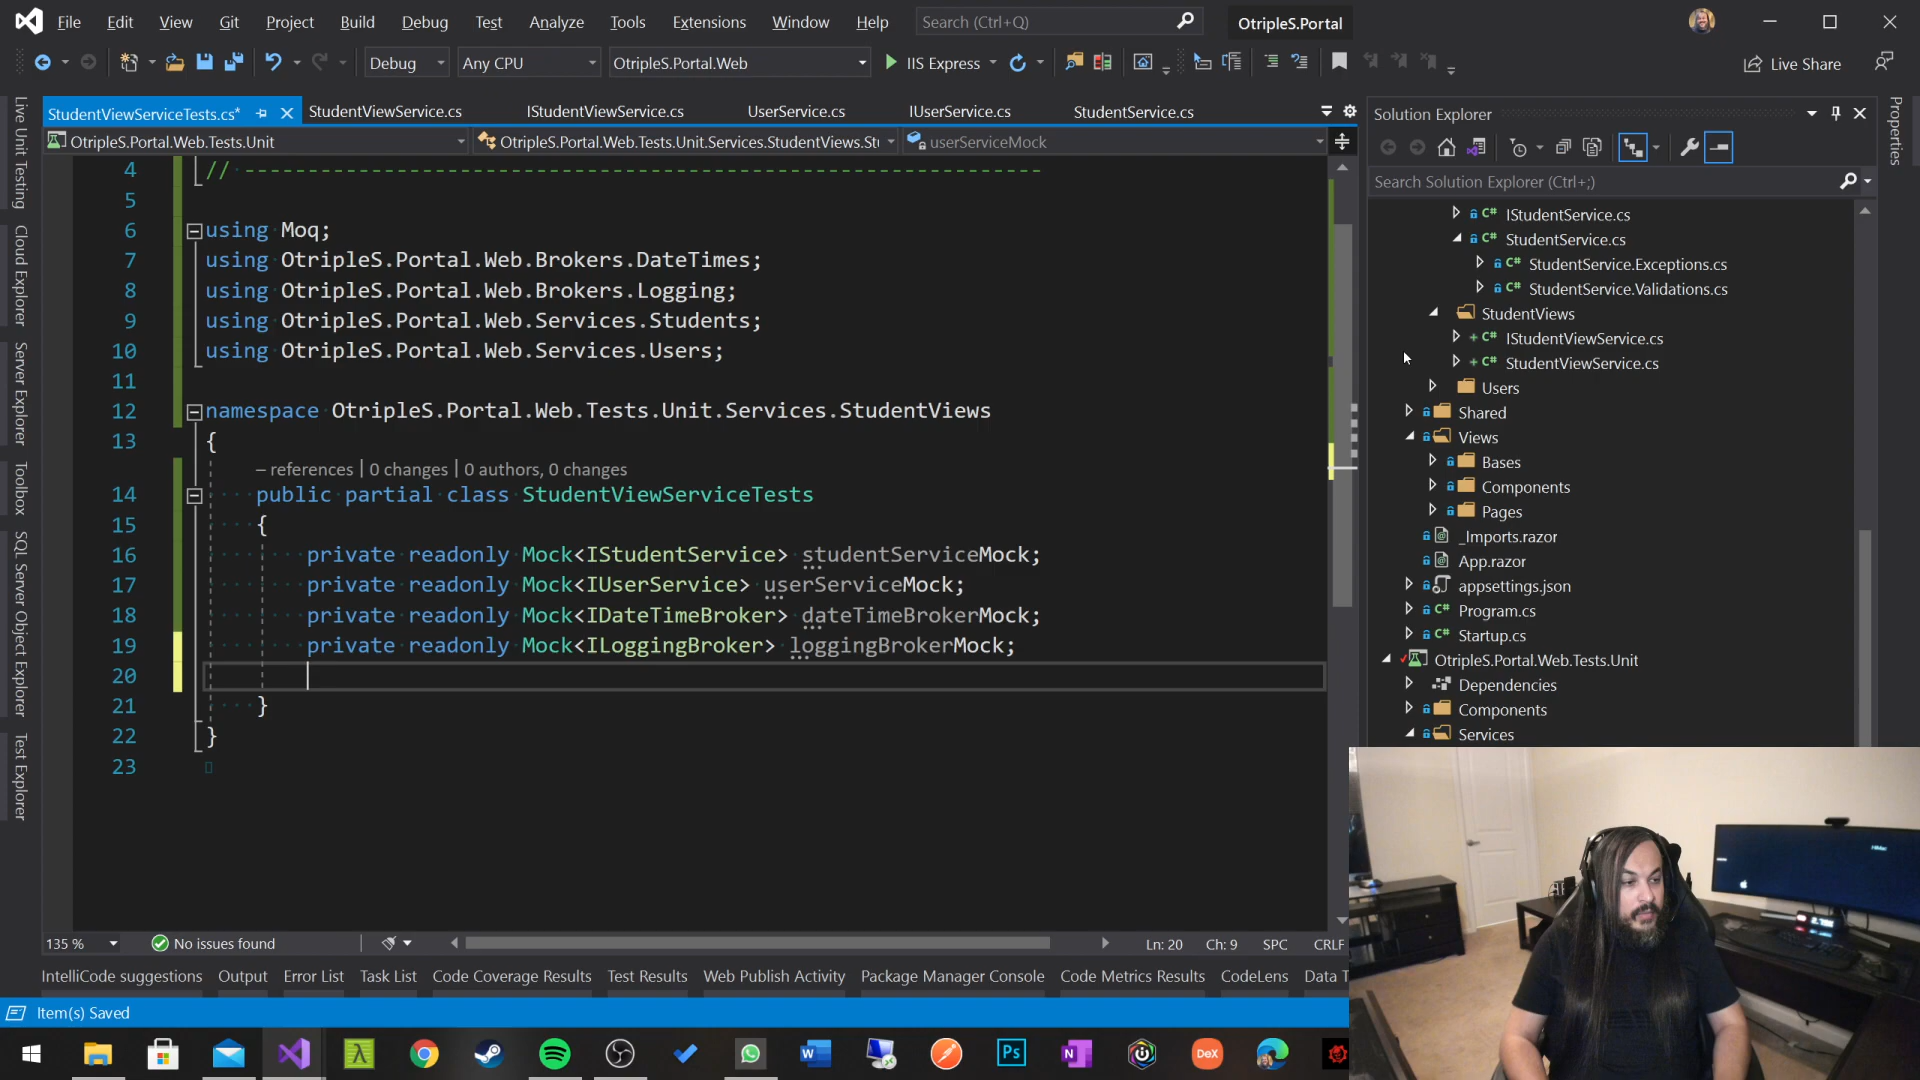 File Edit View Git Project Build Debug Test Analyze Tools Extensions Window Help Search (Ctrl+Q) OtripleS.Portal
Debug Any CPU OtripleS.Portal.Web IIS Express Live Share
StudentViewServiceTests.cs* StudentViewService.cs IStudentViewService.cs UserService.cs IUserService.cs StudentService.cs
OtripleS.Portal.Web.Tests.Unit OtripleS.Portal.Web.Tests.Unit.Services.StudentViews.St userServiceMock
Live Unit Testing
Cloud Explorer
Server Explorer
Toolbox
SQL Server Object Explorer
Test Explorer
4 // ---------------------------------------------------------------
5
6 using Moq;
7 using OtripleS.Portal.Web.Brokers.DateTimes;
8 using OtripleS.Portal.Web.Brokers.Logging;
9 using OtripleS.Portal.Web.Services.Students;
10 using OtripleS.Portal.Web.Services.Users;
11
12 namespace OtripleS.Portal.Web.Tests.Unit.Services.StudentViews
13 {
– references | 0 changes | 0 authors, 0 changes
14 public partial class StudentViewServiceTests
15 {
16 private readonly Mock<IStudentService> studentServiceMock;
17 private readonly Mock<IUserService> userServiceMock;
18 private readonly Mock<IDateTimeBroker> dateTimeBrokerMock;
19 private readonly Mock<ILoggingBroker> loggingBrokerMock;
20
21 }
22 }
23
135 % No issues found Ln: 20 Ch: 9 SPC CRLF
IntelliCode suggestions Output Error List Task List Code Coverage Results Test Results Web Publish Activity Package Manager Console Code Metrics Results CodeLens Data T
Item(s) Saved
Solution Explorer
Search Solution Explorer (Ctrl+;)
C# IStudentService.cs
C# StudentService.cs
C# StudentService.Exceptions.cs
C# StudentService.Validations.cs
StudentViews
C# IStudentViewService.cs
C# StudentViewService.cs
Users
Shared
Views
Bases
Components
Pages
_Imports.razor
App.razor
appsettings.json
C# Program.cs
C# Startup.cs
OtripleS.Portal.Web.Tests.Unit
Dependencies
Components
Services
Properties
W Ps N DeX